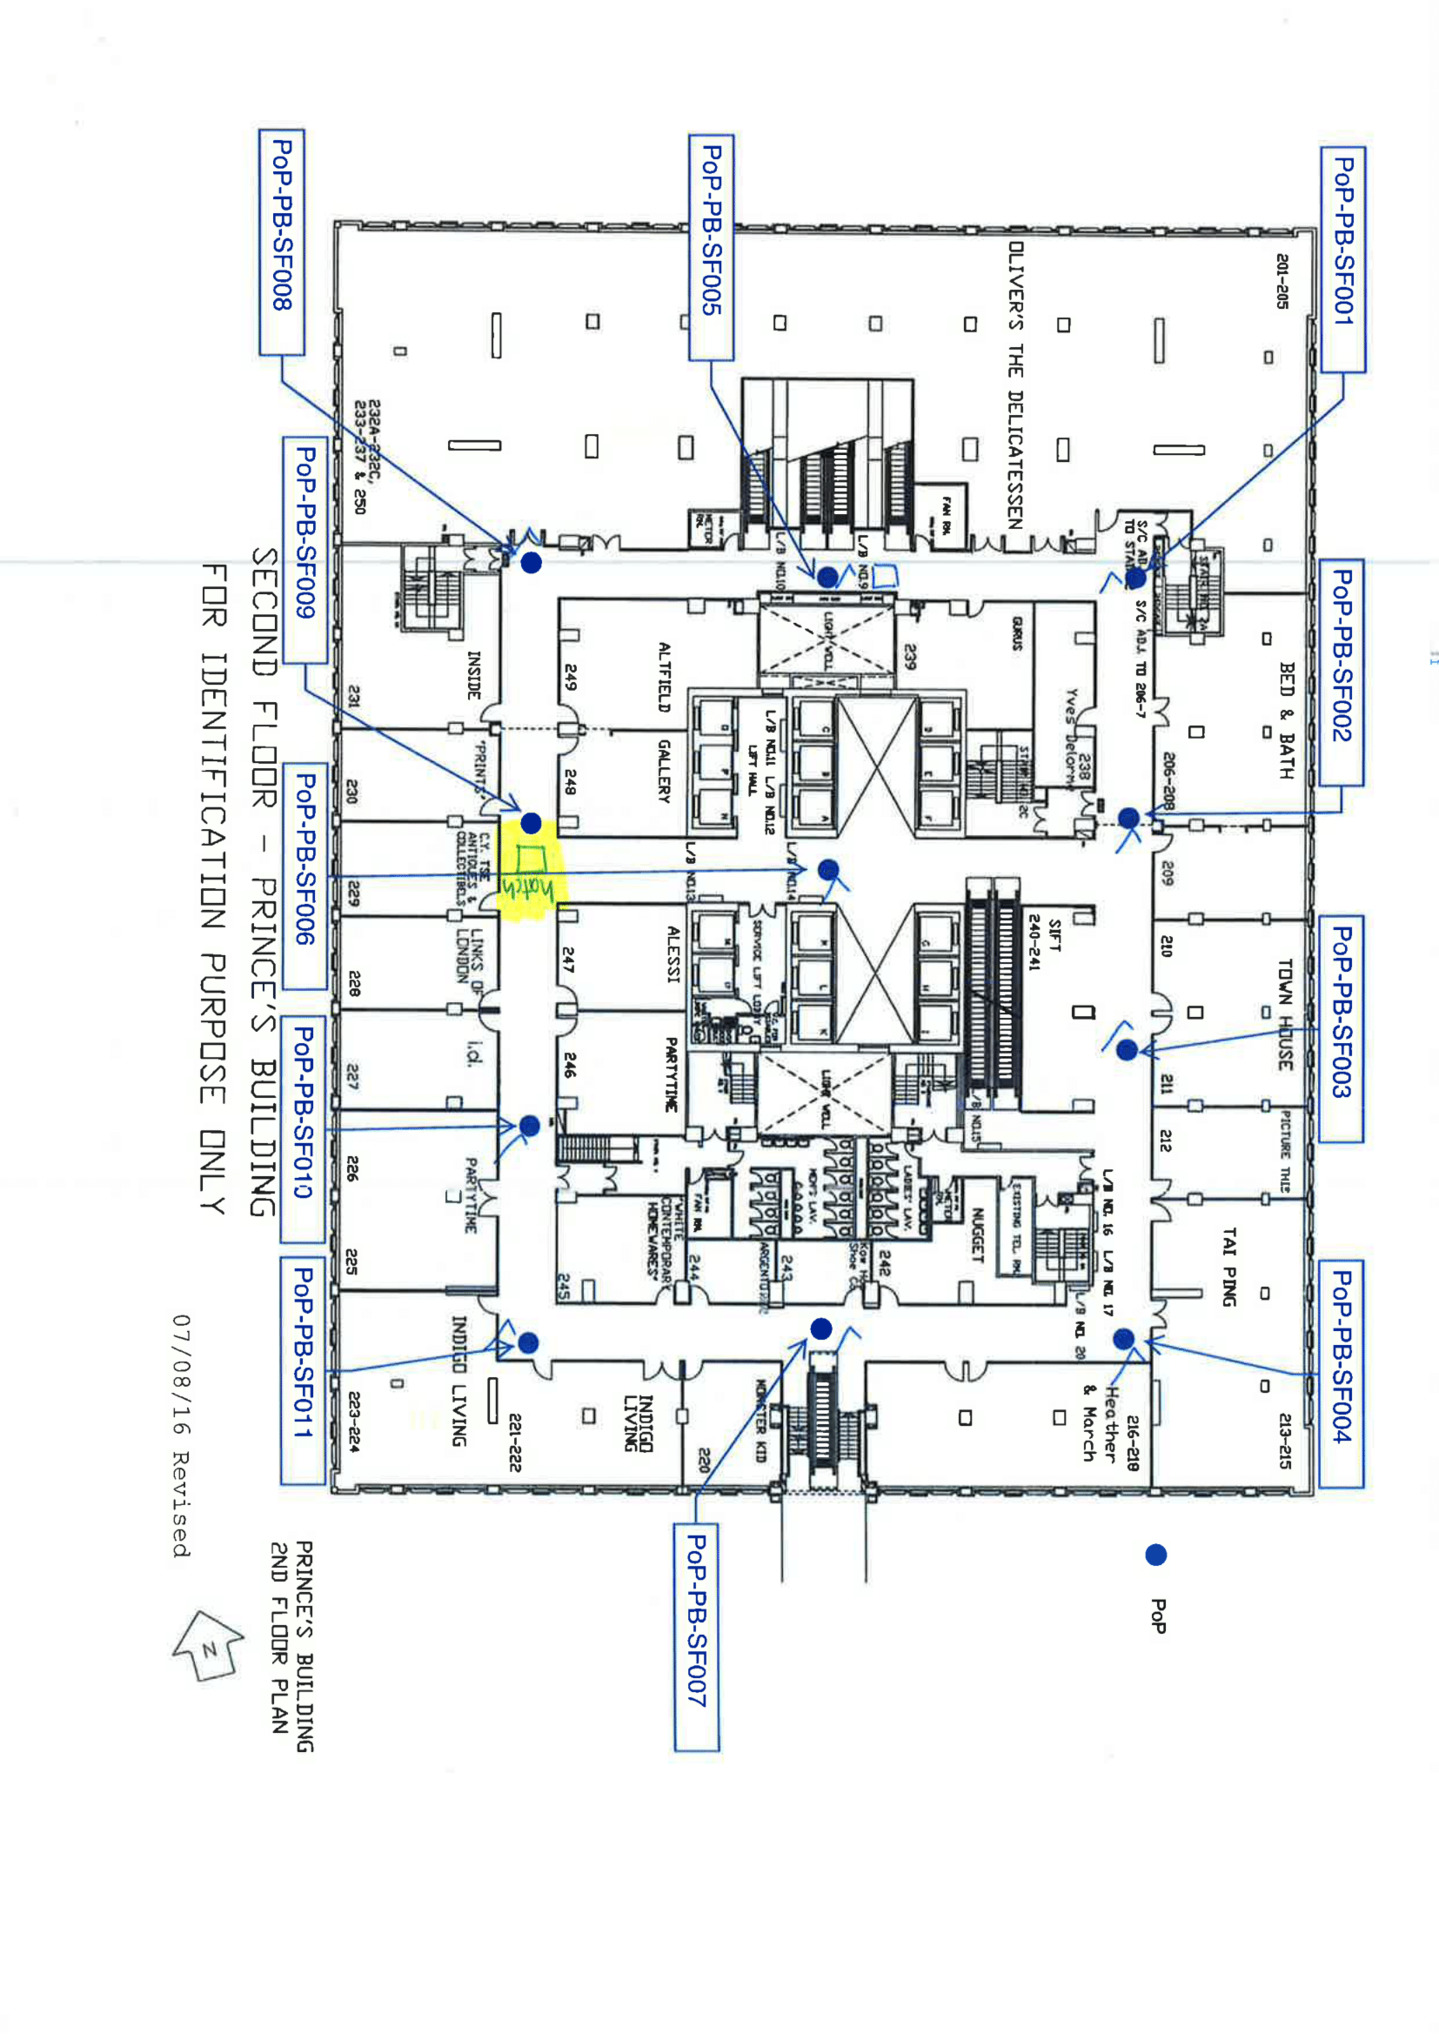 PoP-PB-SF001
PoP-PB-SF002
PoP-PB-SF003
PoP-PB-SF004
PoP
201-205
BED & BATH
TOWN HOUSE
PICTURE THIS
TAI PING
213-215
206-208
209
210
211
212
S/C ADJ. TO 206-7
L/B NO. 16
L/B NO. 17
L/B NO. 20
216-218
Heather
& March
OLIVER'S THE DELICATESSEN
FAN RM.
GURUS
Yves Delorme
238
239
SIFT
240-241
L/B NO.15
NUGGET
EXISTING TEL. RM.
METER
RM.
LADIES' LAV.
MEN'S LAV.
242
Kow Hoo
Shoe Co
243
244
PoP-PB-SF005
L/B NO.9
L/B NO.10
METER
RM.
LIGHT WELL
D
E
F
C
B
A
L/B NO.11
L/B NO.12
LIFT HALL
L/B NO.13
L/B NO.14
SERVICE LIFT LOBBY
G
H
I
L
K
LIGHT WELL
FAN RM.
MONSTER KID
220
PoP-PB-SF007
ALTFIELD
GALLERY
ALESSI
PARTYTIME
"WHITE
CONTEMPORARY
HOMEWARES"
INDIGO
LIVING
249
248
247
246
245
221-222
hatch
INSIDE
"PRINTS"
C.Y. TSE
ANTIQUES &
COLLECTIBLES
LINKS OF
LONDON
i.d.
PARTYTIME
INDIGO LIVING
232A-232C,
233-237 & 250
231
230
229
228
227
226
225
223-224
PoP-PB-SF008
PoP-PB-SF009
PoP-PB-SF006
PoP-PB-SF010
PoP-PB-SF011
SECOND FLOOR - PRINCE'S BUILDING
FOR IDENTIFICATION PURPOSE ONLY
07/08/16 Revised
PRINCE'S BUILDING
2ND FLOOR PLAN
N